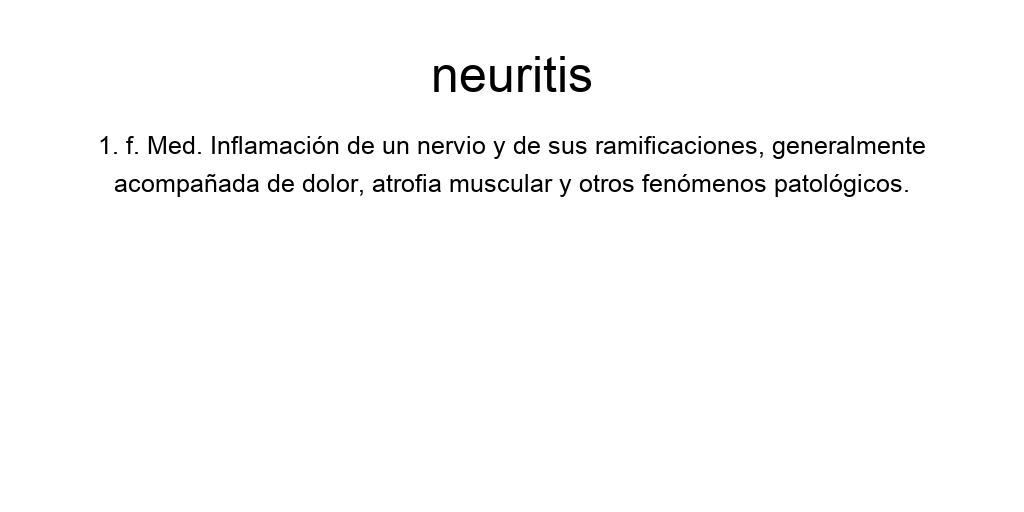 neuritis
1. f. Med. Inflamación de un nervio y de sus ramificaciones, generalmente
acompañada de dolor, atrofia muscular y otros fenómenos patológicos.